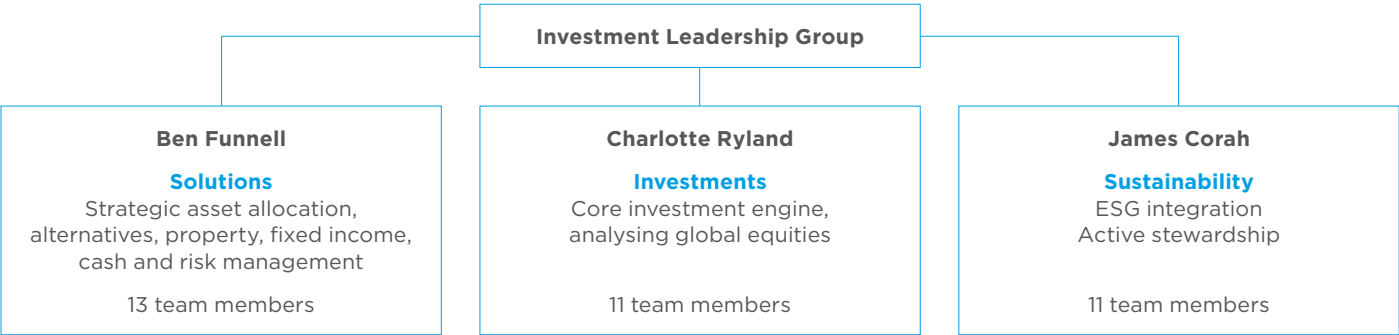 Investment Leadership Group
Ben Funnell
Solutions
Strategic asset allocation,
alternatives, property, fixed income,
cash and risk management
13 team members
Charlotte Ryland
Investments
Core investment engine,
analysing global equities
11 team members
James Corah
Sustainability
ESG integration
Active stewardship
11 team members